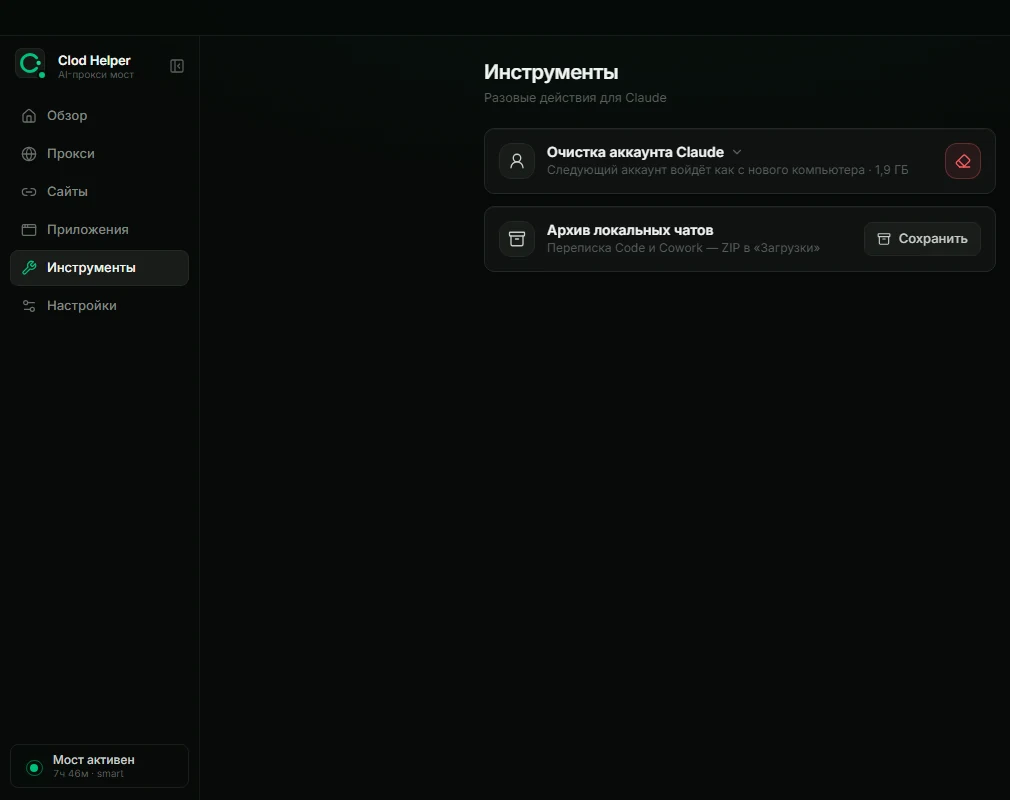 Clod Helper
AI-прокси мост
Обзор
Прокси
Сайты
Приложения
Инструменты
Настройки
Мост активен
7ч 46м · smart
Инструменты
Разовые действия для Claude
Очистка аккаунта Claude
Следующий аккаунт войдёт как с нового компьютера · 1,9 ГБ
Архив локальных чатов
Переписка Code и Cowork — ZIP в «Загрузки»
Сохранить